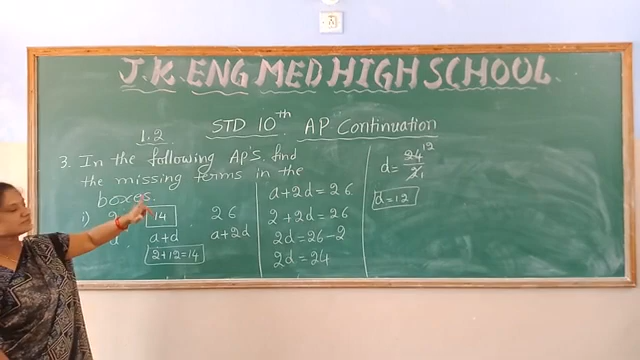 J.K. ENG MED HIGH SCHOOL
STD 10th AP Continuation
1.2
3. In the following AP'S. find
the missing terms in the
boxes.
i) 2 14 . 26
a. a+d a+2d
2+12=14
a+2d=26
2+2d=26
2d=26-2
2d=24
d=24/2 12 1
d=12